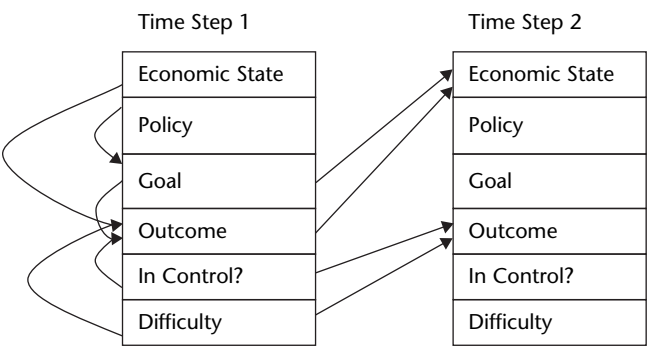 Time Step 1
Time Step 2
Economic State
Policy
Goal
Outcome
In Control?
Difficulty
Economic State
Policy
Goal
Outcome
In Control?
Difficulty